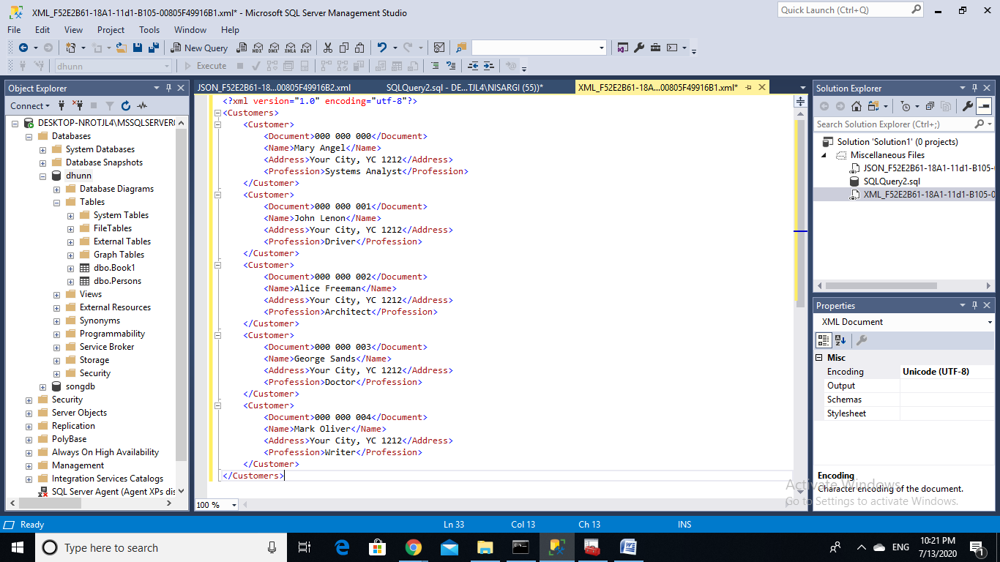 XML_F52E2B61-18A1-11d1-B105-00805F49916B1.xml* - Microsoft SQL Server Management Studio
Quick Launch (Ctrl+Q)
File Edit View Project Tools Window Help
New Query
MDX DMX XMLA DAX
dhunn
Execute
Object Explorer
Connect
DESKTOP-NROTJL4\MSSQLSERVER(
Databases
System Databases
Database Snapshots
dhunn
Database Diagrams
Tables
System Tables
FileTables
External Tables
Graph Tables
dbo.Book1
dbo.Persons
Views
External Resources
Synonyms
Programmability
Service Broker
Storage
Security
songdb
Security
Server Objects
Replication
PolyBase
Always On High Availability
Management
Integration Services Catalogs
SQL Server Agent (Agent XPs dis
JSON_F52E2B61-18A...00805F49916B2.xml
SQLQuery2.sql - DE...TJL4\NISARGI (55))*
XML_F52E2B61-18A...00805F49916B1.xml*
<?xml version="1.0" encoding="utf-8"?>
<Customers>
<Customer>
<Document>000 000 000</Document>
<Name>Mary Angel</Name>
<Address>Your City, YC 1212</Address>
<Profession>Systems Analyst</Profession>
</Customer>
<Customer>
<Document>000 000 001</Document>
<Name>John Lenon</Name>
<Address>Your City, YC 1212</Address>
<Profession>Driver</Profession>
</Customer>
<Customer>
<Document>000 000 002</Document>
<Name>Alice Freeman</Name>
<Address>Your City, YC 1212</Address>
<Profession>Architect</Profession>
</Customer>
<Customer>
<Document>000 000 003</Document>
<Name>George Sands</Name>
<Address>Your City, YC 1212</Address>
<Profession>Doctor</Profession>
</Customer>
<Customer>
<Document>000 000 004</Document>
<Name>Mark Oliver</Name>
<Address>Your City, YC 1212</Address>
<Profession>Writer</Profession>
</Customer>
</Customers>
100 %
Solution Explorer
Search Solution Explorer (Ctrl+;)
Solution 'Solution1' (0 projects)
Miscellaneous Files
JSON_F52E2B61-18A1-11d1-B105-
SQLQuery2.sql
XML_F52E2B61-18A1-11d1-B105-0
Properties
XML Document
Misc
Encoding Unicode (UTF-8)
Output
Schemas
Stylesheet
Encoding
Character encoding of the document.
Activate Windows
Go to Settings to activate Windows.
Ready Ln 33 Col 13 Ch 13 INS
Type here to search
ENG
10:21 PM
7/13/2020
1